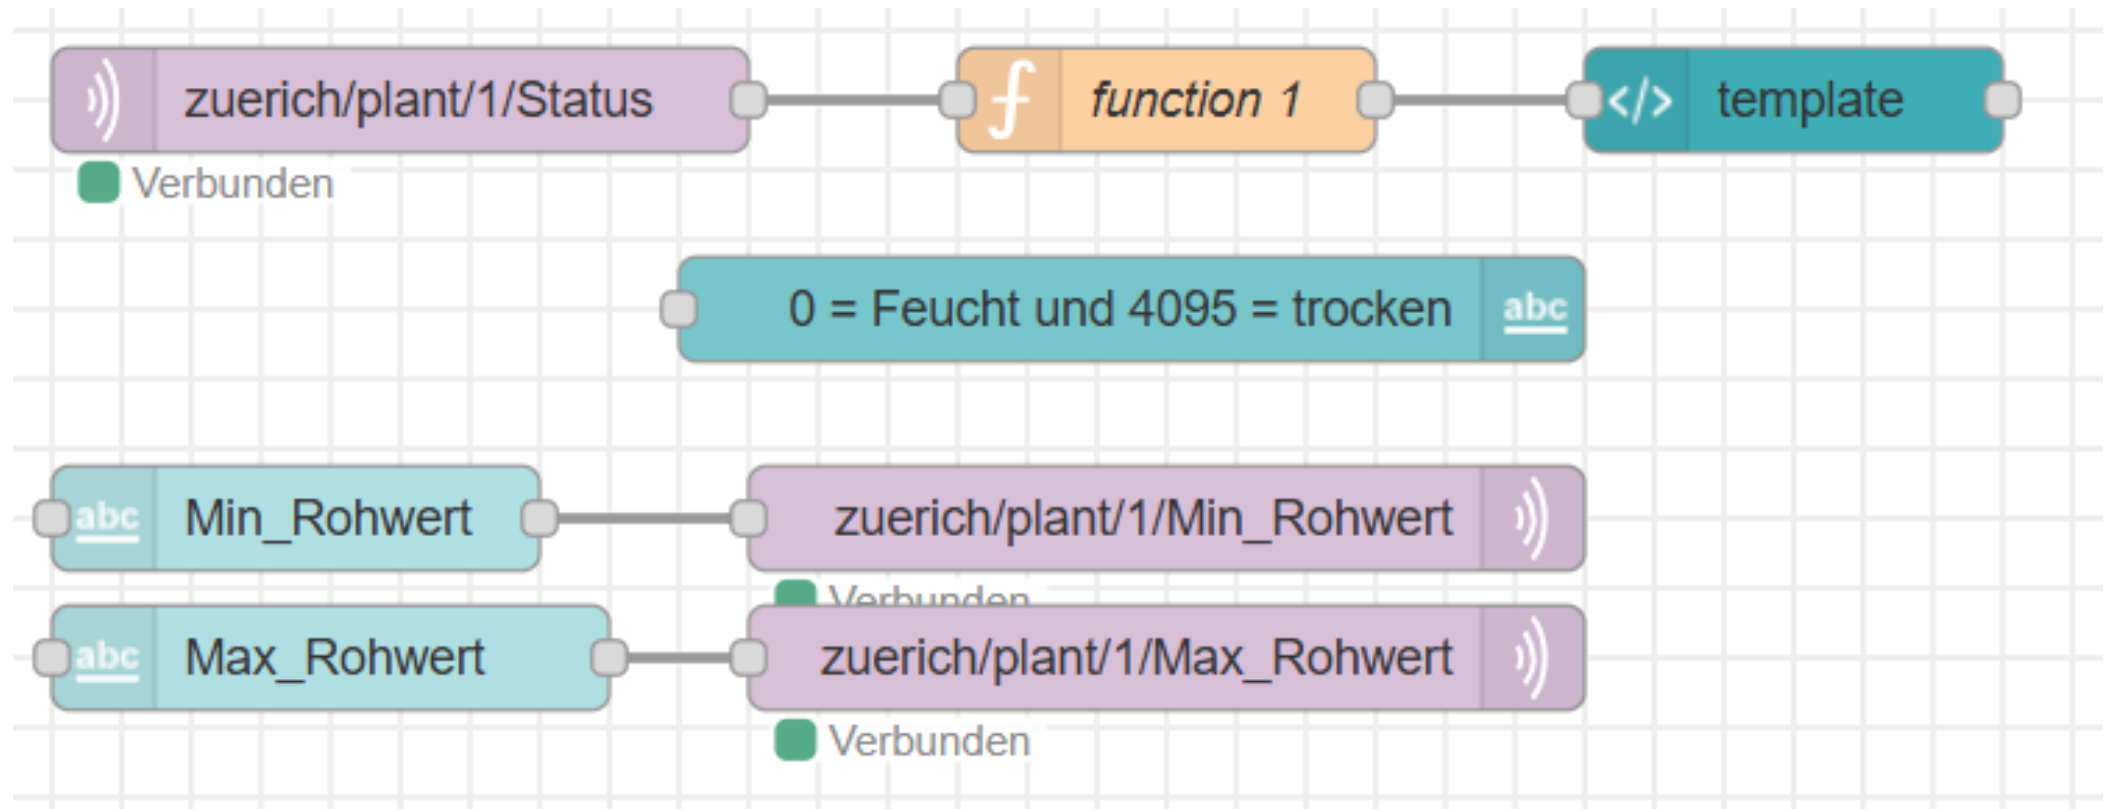 zuerich/plant/1/Status
function 1
</> template
Verbunden
0 = Feucht und 4095 = trocken abc
abc Min_Rohwert
zuerich/plant/1/Min_Rohwert
Verbunden
abc Max_Rohwert
zuerich/plant/1/Max_Rohwert
Verbunden